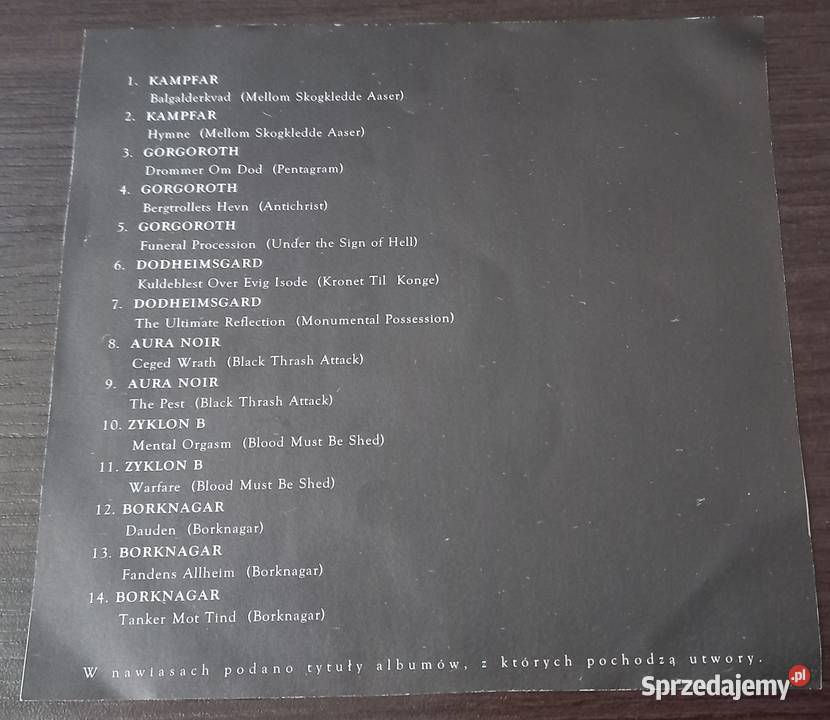 1. KAMPFAR
Balgalderkvad (Mellom Skogkledde Aaser)
2. KAMPFAR
Hymne (Mellom Skogkledde Aaser)
3. GORGOROTH
Drommer Om Dod (Pentagram)
4. GORGOROTH
Bergtrollets Hevn (Antichrist)
5. GORGOROTH
Funeral Procession (Under the Sign of Hell)
6. DODHEIMSGARD
Kuldeblest Over Evig Isode (Kronet Til Konge)
7. DODHEIMSGARD
The Ultimate Reflection (Monumental Possession)
8. AURA NOIR
Ceged Wrath (Black Thrash Attack)
9. AURA NOIR
The Pest (Black Thrash Attack)
10. ZYKLON B
Mental Orgasm (Blood Must Be Shed)
11. ZYKLON B
Warfare (Blood Must Be Shed)
12. BORKNAGAR
Dauden (Borknagar)
13. BORKNAGAR
Fandens Allheim (Borknagar)
14. BORKNAGAR
Tanker Mot Tind (Borknagar)
W nawiasach podano tytuły albumów, z których pochodzą utwory.
Sprzedajemy.pl